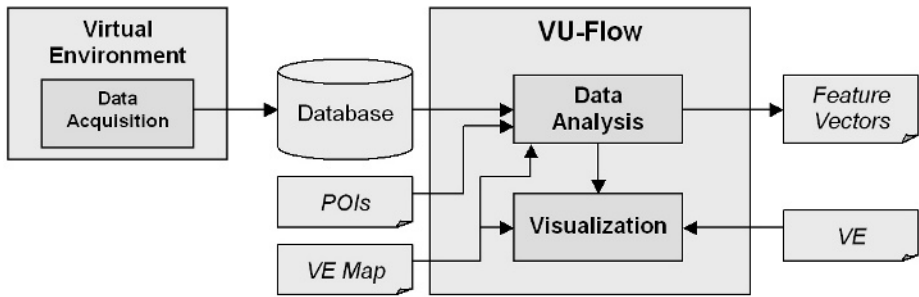 Virtual
Environment
Data
Acquisition
Database
POIs
VE Map
VU-Flow
Data
Analysis
Visualization
Feature
Vectors
VE